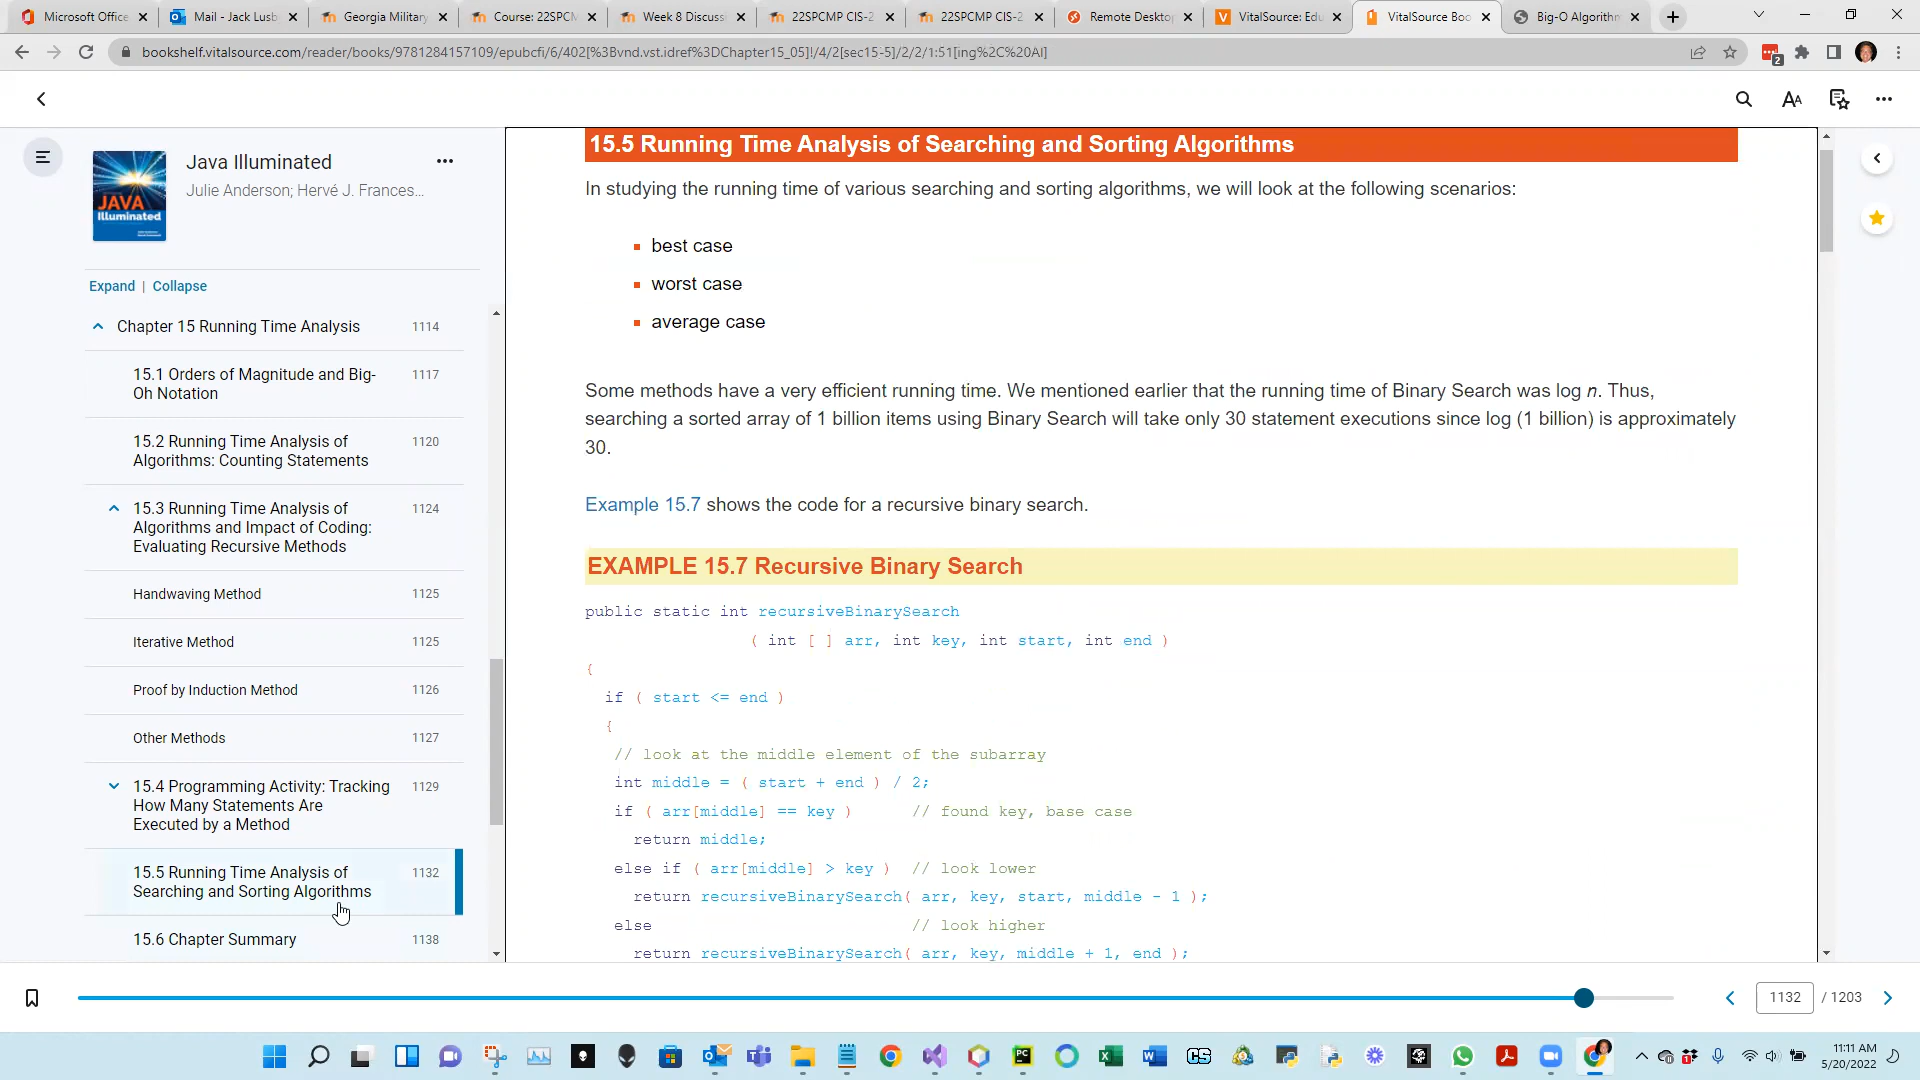 Microsoft Office
Mail - Jack Lusb
Georgia Military
Course: 22SPCM
Week 8 Discuss
22SPCMP CIS-2
22SPCMP CIS-2
Remote Desktop
VitalSource: Edu
VitalSource Boo
Big-O Algorithm
bookshelf.vitalsource.com/reader/books/9781284157109/epubcfi/6/402[%3Bvnd.vst.idref%3DChapter15_05]!/4/2[sec15-5]/2/2/1:51[ing%2C%20Al]
2
AA
Java Illuminated
Julie Anderson; Hervé J. Frances...
JAVA
Illuminated
Expand | Collapse
Chapter 15 Running Time Analysis 1114
15.1 Orders of Magnitude and Big- 1117
Oh Notation
15.2 Running Time Analysis of 1120
Algorithms: Counting Statements
15.3 Running Time Analysis of 1124
Algorithms and Impact of Coding:
Evaluating Recursive Methods
Handwaving Method 1125
Iterative Method 1125
Proof by Induction Method 1126
Other Methods 1127
15.4 Programming Activity: Tracking 1129
How Many Statements Are
Executed by a Method
15.5 Running Time Analysis of 1132
Searching and Sorting Algorithms
15.6 Chapter Summary 1138
15.5 Running Time Analysis of Searching and Sorting Algorithms
In studying the running time of various searching and sorting algorithms, we will look at the following scenarios:
best case
worst case
average case
Some methods have a very efficient running time. We mentioned earlier that the running time of Binary Search was log n. Thus,
searching a sorted array of 1 billion items using Binary Search will take only 30 statement executions since log (1 billion) is approximately
30.
Example 15.7 shows the code for a recursive binary search.
EXAMPLE 15.7 Recursive Binary Search
public static int recursiveBinarySearch
( int [ ] arr, int key, int start, int end )
{
if ( start <= end )
{
// look at the middle element of the subarray
int middle = ( start + end ) / 2;
if ( arr[middle] == key ) // found key, base case
return middle;
else if ( arr[middle] > key ) // look lower
return recursiveBinarySearch( arr, key, start, middle - 1 );
else // look higher
return recursiveBinarySearch( arr, key, middle + 1, end );
1132 / 1203
11:11 AM
5/20/2022